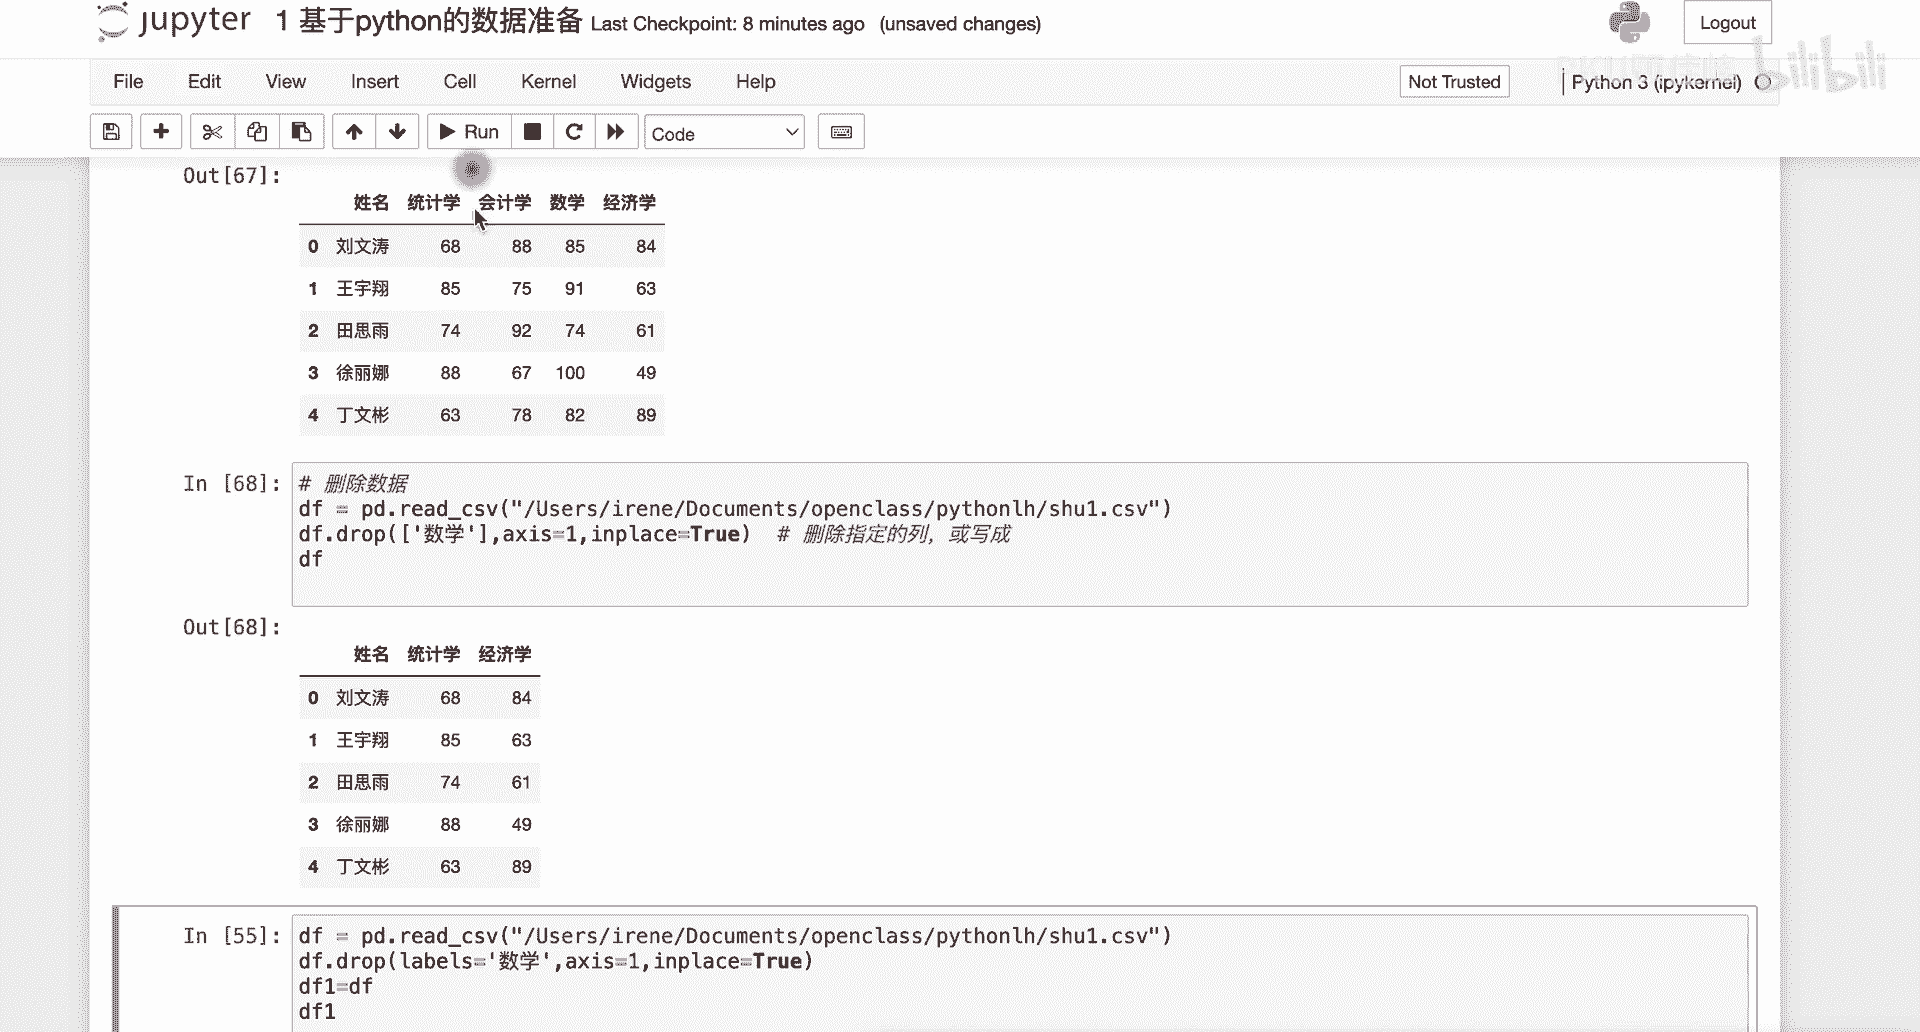 jupyter 1 基于python的数据准备 Last Checkpoint: 8 minutes ago (unsaved changes)
Logout
File Edit View Insert Cell Kernel Widgets Help
Not Trusted
Python 3 (ipykernel)
bilibili
Run
Code
Out[67]:
姓名 统计学 会计学 数学 经济学
0 刘文涛 68 88 85 84
1 王宇翔 85 75 91 63
2 田思雨 74 92 74 61
3 徐丽娜 88 67 100 49
4 丁文彬 63 78 82 89
In [68]:
# 删除数据
df = pd.read_csv("/Users/irene/Documents/openclass/pythonlh/shu1.csv")
df.drop(['数学'],axis=1,inplace=True)  # 删除指定的列，或写成
df
Out[68]:
姓名 统计学 经济学
0 刘文涛 68 84
1 王宇翔 85 63
2 田思雨 74 61
3 徐丽娜 88 49
4 丁文彬 63 89
In [55]:
df = pd.read_csv("/Users/irene/Documents/openclass/pythonlh/shu1.csv")
df.drop(labels='数学',axis=1,inplace=True)
df1=df
df1